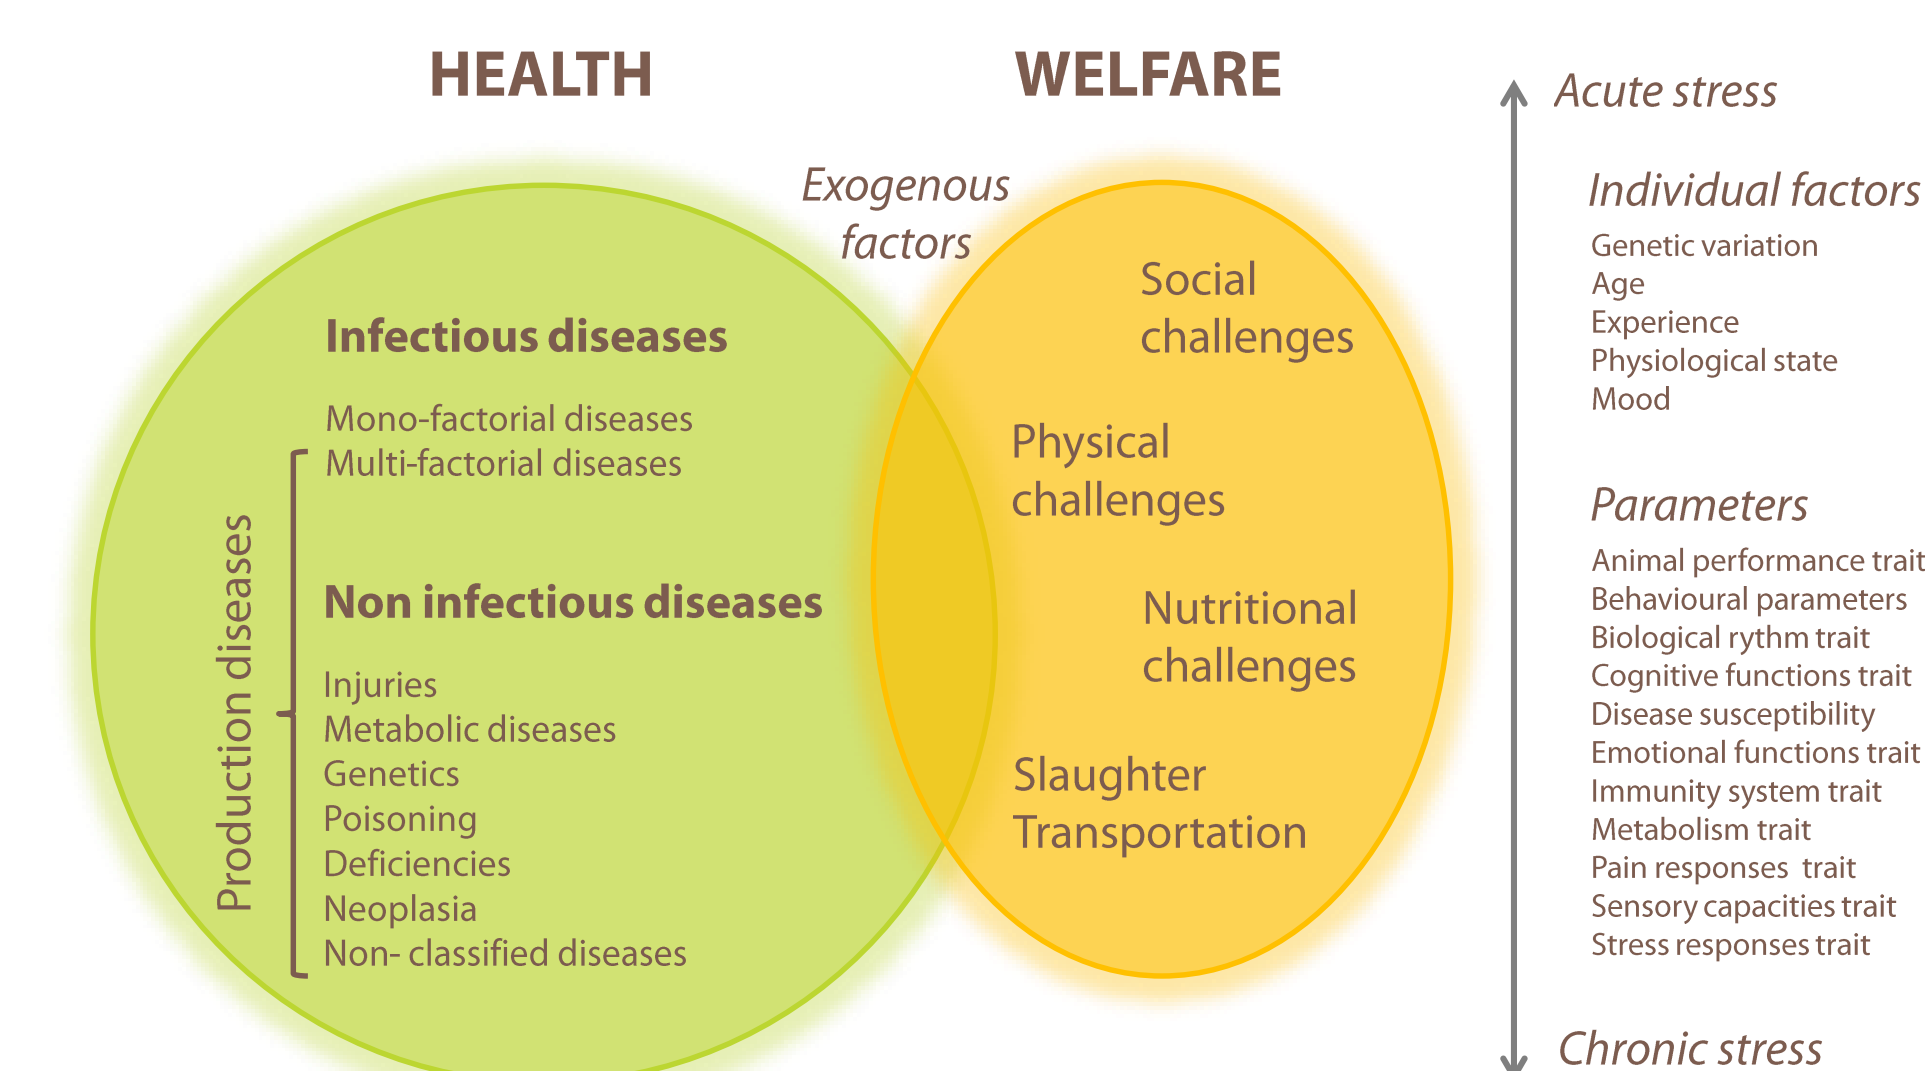 HEALTH
WELFARE
Exogenous
factors
Infectious diseases
Mono-factorial diseases
Multi-factorial diseases
Production diseases
Non infectious diseases
Injuries
Metabolic diseases
Genetics
Poisoning
Deficiencies
Neoplasia
Non- classified diseases
Social
challenges
Physical
challenges
Nutritional
challenges
Slaughter
Transportation
Acute stress
Individual factors
Genetic variation
Age
Experience
Physiological state
Mood
Parameters
Animal performance trait
Behavioural parameters
Biological rythm trait
Cognitive functions trait
Disease susceptibility
Emotional functions trait
Immunity system trait
Metabolism trait
Pain responses  trait
Sensory capacities trait
Stress responses trait
Chronic stress